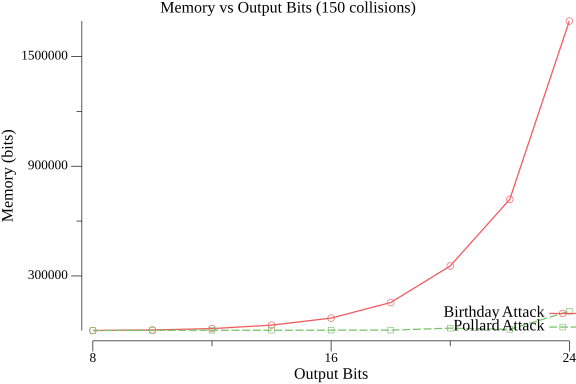 Memory vs Output Bits (150 collisions)
Memory (bits)
1500000
900000
300000
Birthday Attack
Pollard Attack
8
16
24
Output Bits